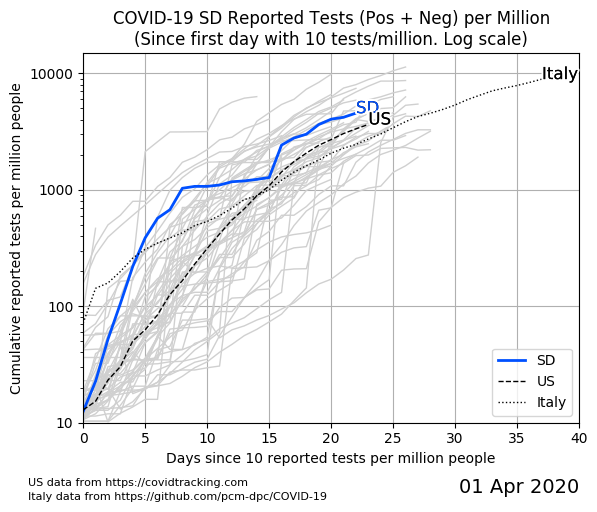 COVID-19 SD Reported Tests (Pos + Neg) per Million
(Since first day with 10 tests/million. Log scale)
Cumulative reported tests per million people
10000
1000
100
10
SD
US
Italy
SD
US
Italy
0 5 10 15 20 25 30 35 40
Days since 10 reported tests per million people
US data from https://covidtracking.com
Italy data from https://github.com/pcm-dpc/COVID-19
01 Apr 2020